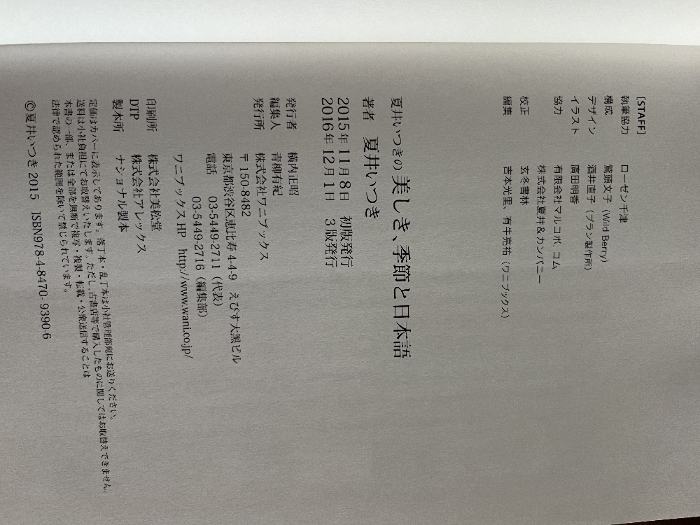 [STAFF]
執筆協力 ローゼン千津
構成 鴬頭文子 (Wild Berry)
デザイン 酒井直子 (プラン製作所)
イラスト 廣田明香
協力 有限会社マルコボ.コム
株式会社夏井&カンパニー
校正 玄冬書林
編集 吉本光里、有牛亮祐 (ワニブックス)
夏井いつきの美しき、季節と日本語
著者 夏井いつき
2015年11月8日 初版発行
2016年12月1日 3版発行
発行者 横内正昭
編集人 青柳有紀
発行所 株式会社ワニブックス
〒150-8482
東京都渋谷区恵比寿4-4-9 えびす大黒ビル
電話 03-5449-2711(代表)
03-5449-2716(編集部)
ワニブックスHP http://www.wani.co.jp/
印刷所 株式会社美松堂
DTP 株式会社アレックス
製本所 ナショナル製本
定価はカバーに表示してあります。落丁本・乱丁本は小社管理部宛にお送りください。
送料は小社負担にてお取替えいたします。ただし、古書店等で購入したものに関してはお取替えできません。
本書の一部、または全部を無断で複写・複製・転載・公衆送信することは
法律で認められた範囲を除いて禁じられています。
©夏井いつき 2015 ISBN978-4-8470-9390-6